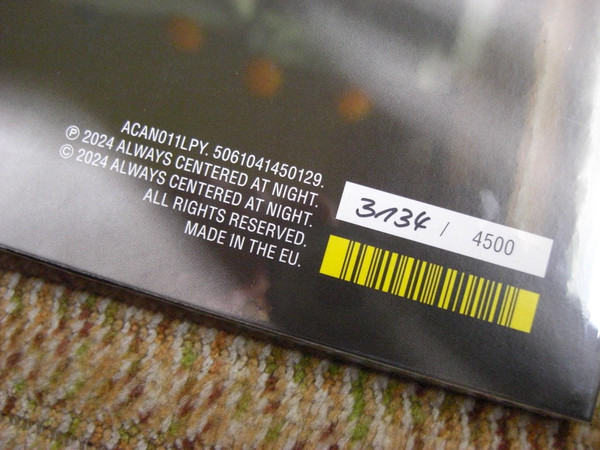 ACAN011LPY. 5061041450129.
℗ 2024 ALWAYS CENTERED AT NIGHT.
© 2024 ALWAYS CENTERED AT NIGHT.
ALL RIGHTS RESERVED.
MADE IN THE EU.
3134 / 4500